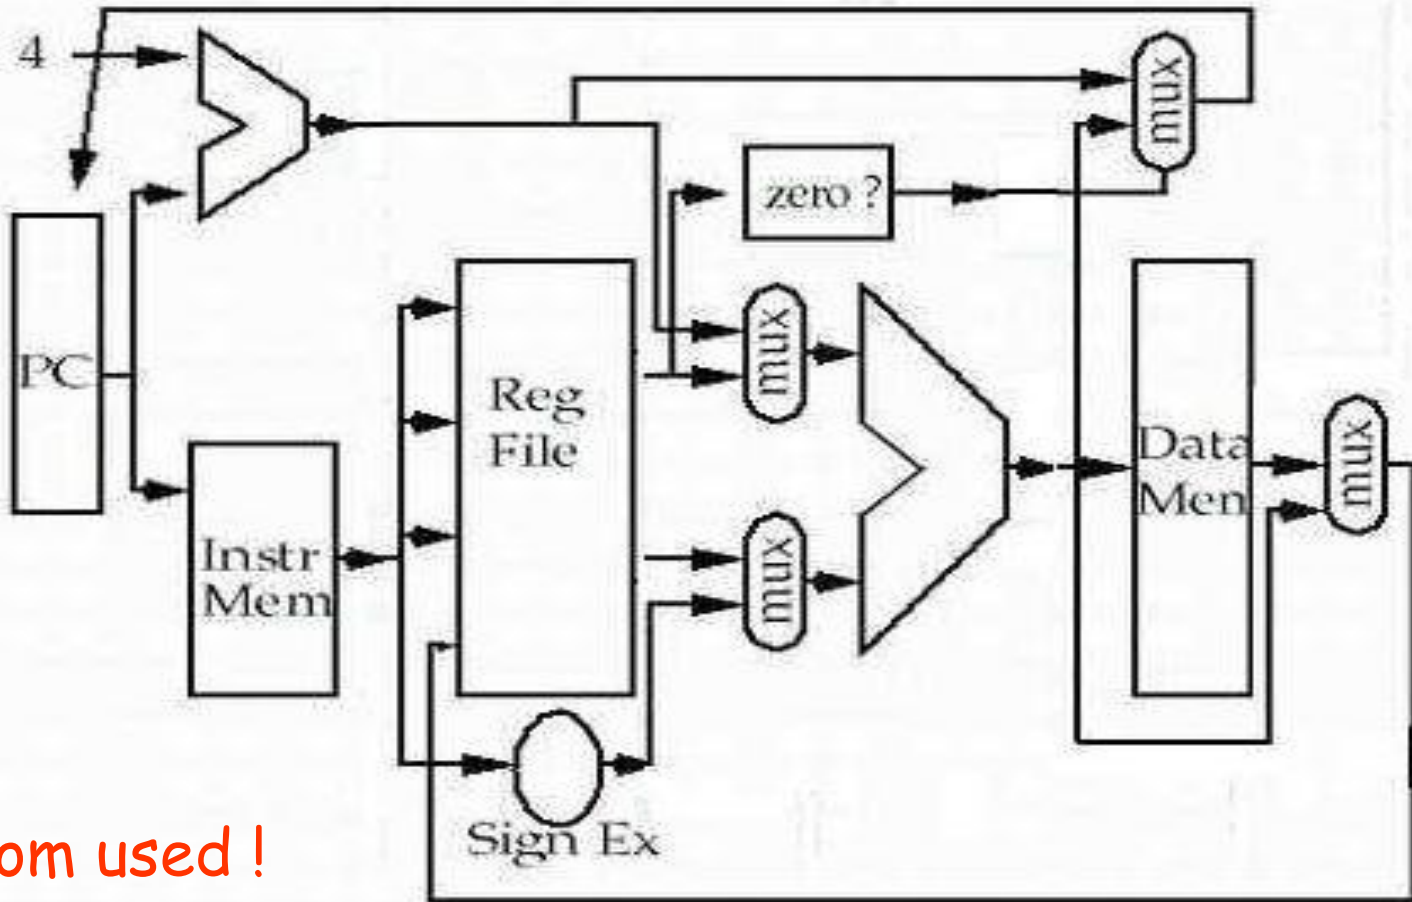 4
mux
zero ?
PC
mux
Reg
File
Data
Men
mux
Instr
Mem
mux
Sign Ex
om used !